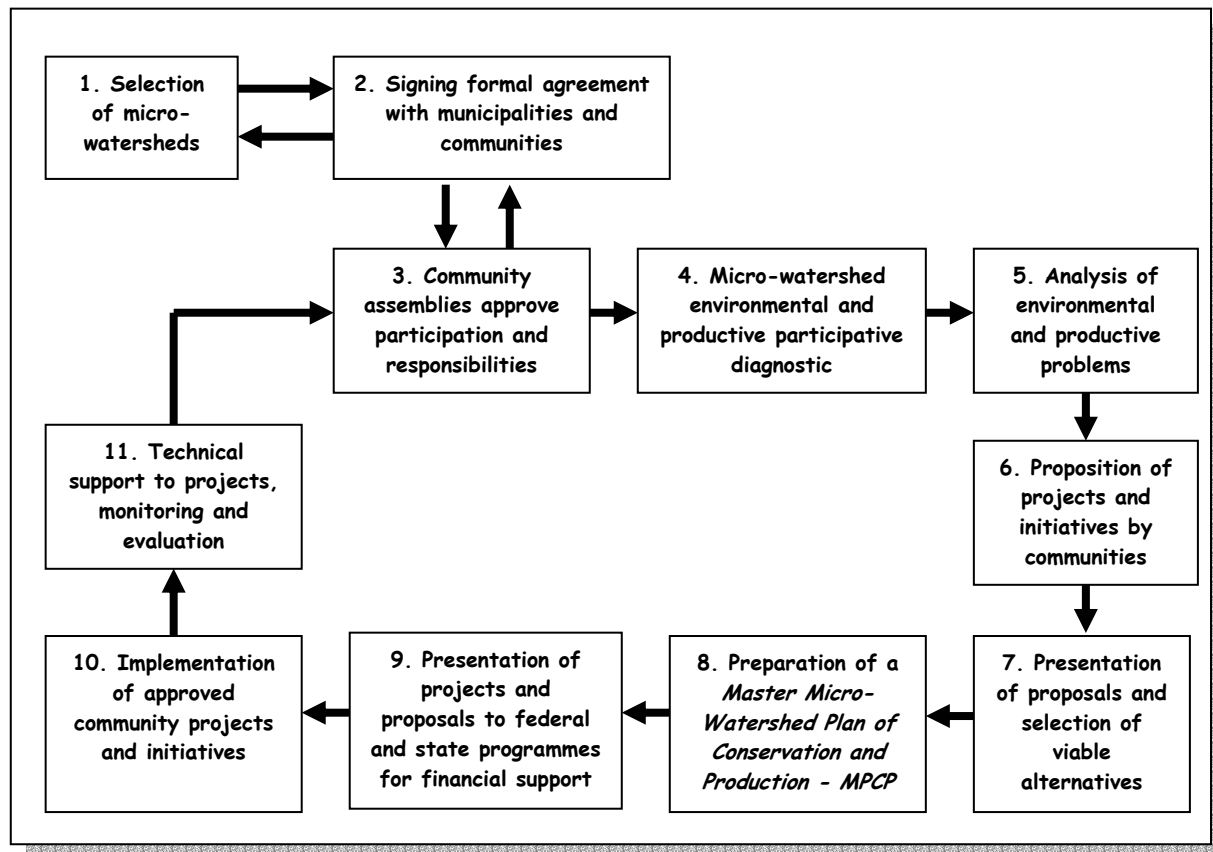 1. Selection
of micro-
watersheds
2. Signing formal agreement
with municipalities and
communities
3. Community
assemblies approve
participation and
responsibilities
4. Micro-watershed
environmental and
productive participative
diagnostic
5. Analysis of
environmental
and productive
problems
6. Proposition of
projects and
initiatives by
communities
7. Presentation
of proposals and
selection of
viable
alternatives
8. Preparation of a
Master Micro-
Watershed Plan of
Conservation and
Production - MPCP
9. Presentation of
projects and
proposals to federal
and state programmes
for financial support
10. Implementation
of approved
community projects
and initiatives
11. Technical
support to projects,
monitoring and
evaluation